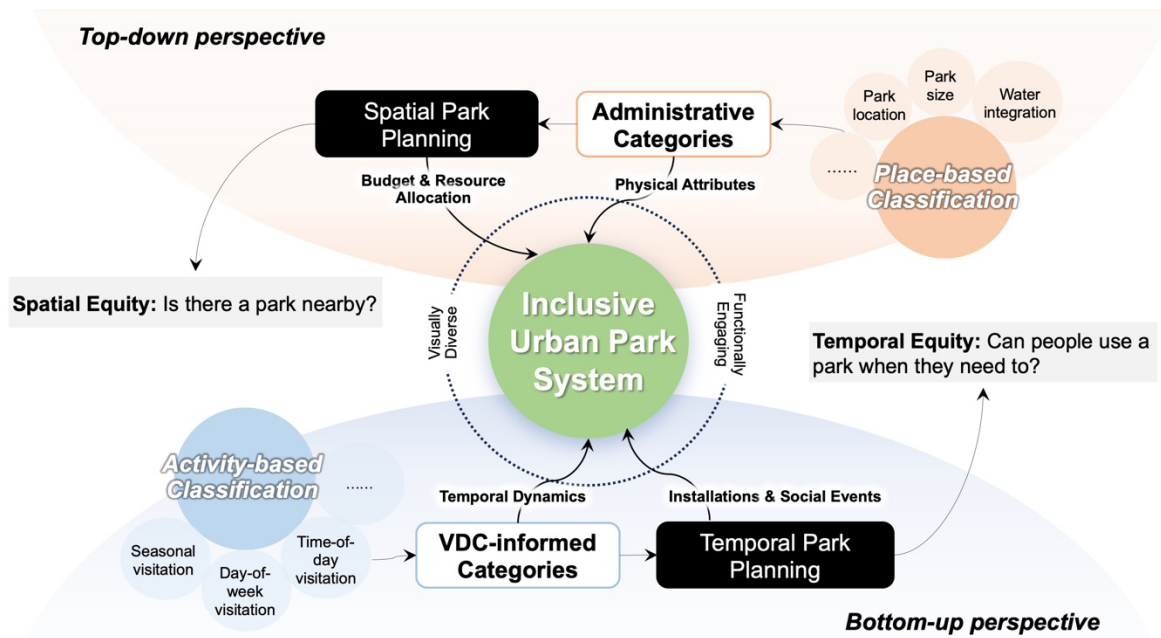 Top-down perspective
Park
location
Park
size
Water
integration
......
Place-based
Classification
Administrative
Categories
Spatial Park
Planning
Budget & Resource
Allocation
Physical Attributes
Spatial Equity: Is there a park nearby?
Visually
Diverse
Inclusive
Urban Park
System
Functionally
Engaging
Temporal Equity: Can people use a
park when they need to?
Activity-based
Classification
......
Seasonal
visitation
Day-of-
week
visitation
Time-of-
day
visitation
Temporal Dynamics
Installations & Social Events
VDC-informed
Categories
Temporal Park
Planning
Bottom-up perspective